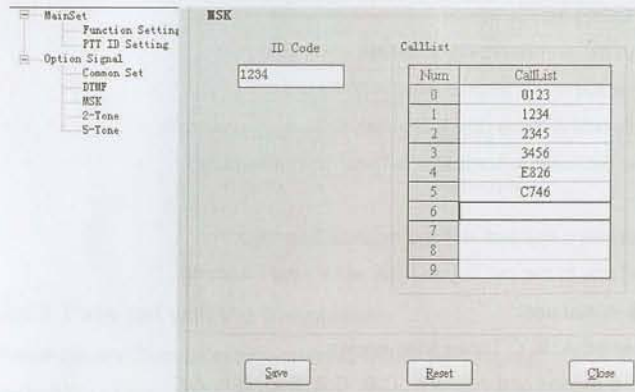 MainSet
Function Setting
PTT ID Setting
Option Signal
Common Set
DTMF
MSK
2-Tone
5-Tone
MSK
ID Code
1234
CallList
Num CallList
0 0123
1 1234
2 2345
3 3456
4 E826
5 C746
6
7
8
9
Save Reset Close